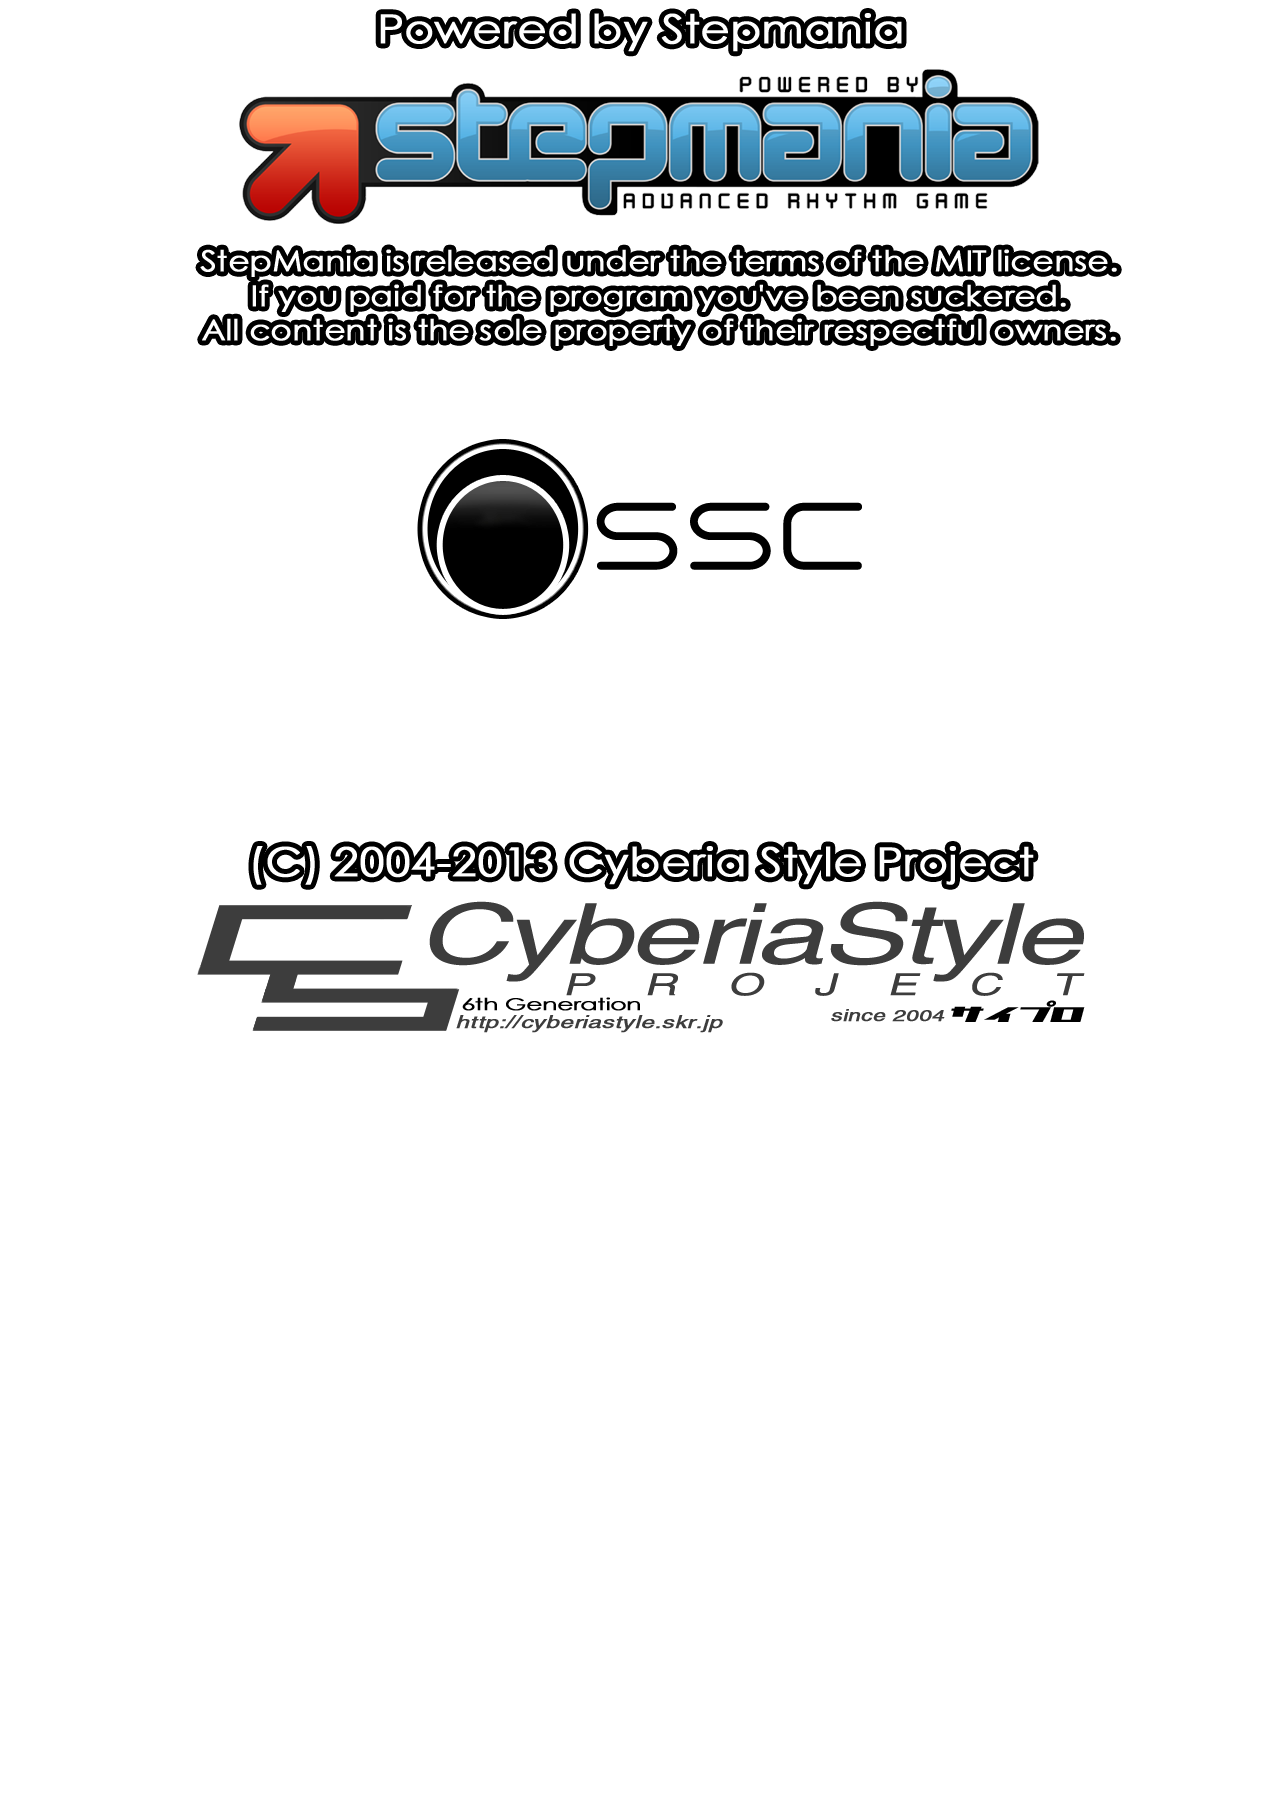 Powered by Stepmania
POWERED BY
stepmania
ADVANCED RHYTHM GAME
StepMania is released under the terms of the MIT license.
If you paid for the program you've been suckered.
All content is the sole property of their respectful owners.
SSC
(C) 2004-2013 Cyberia Style Project
CyberiaStyle
PROJECT
6th Generation
http://cyberiastyle.skr.jp
since 2004 サイプロ